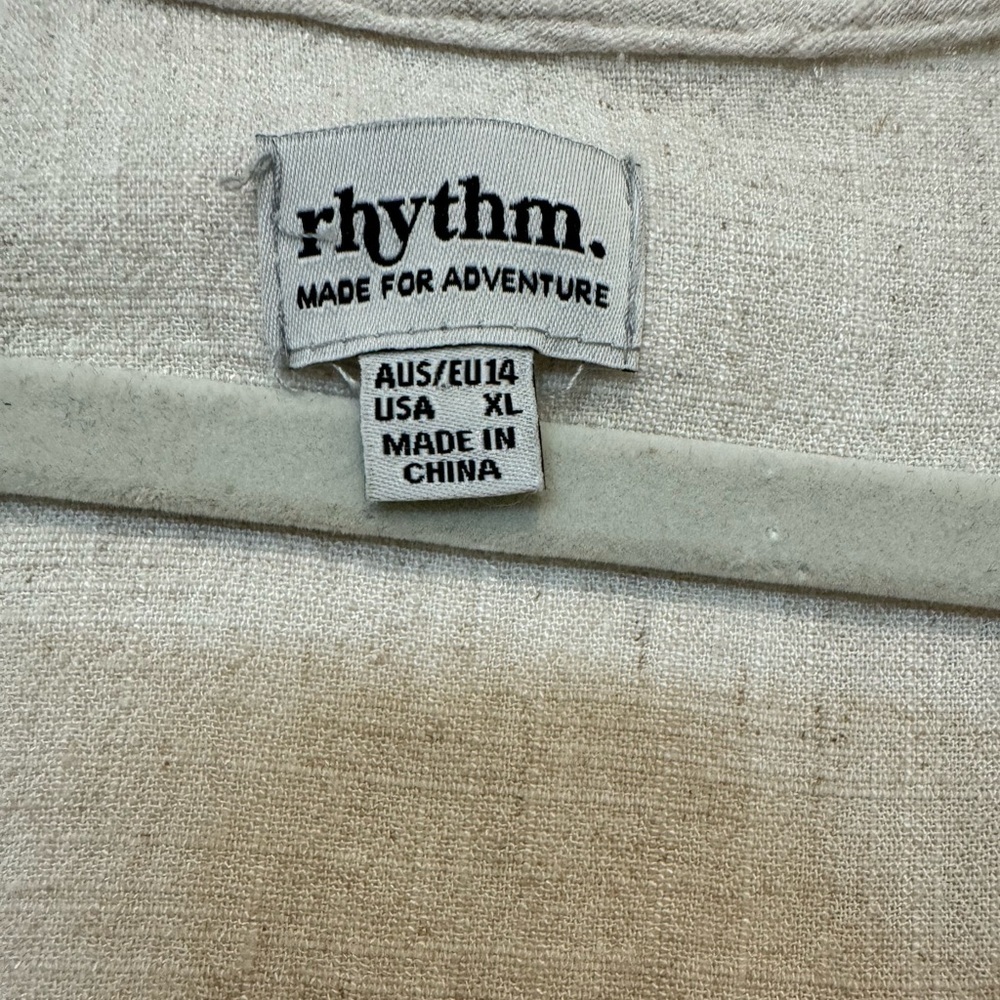 rhythm.
MADE FOR ADVENTURE
AUS/EU14
USA XL
MADE IN
CHINA